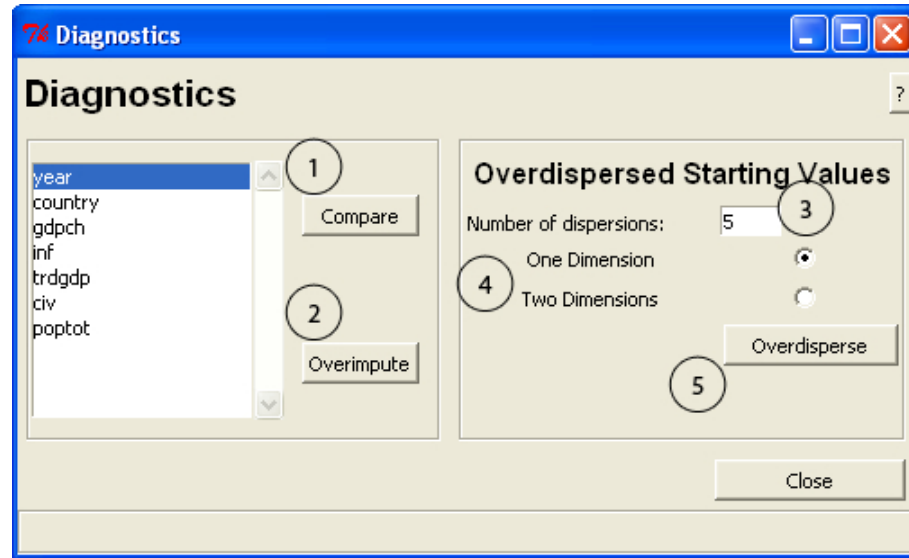 Diagnostics
Diagnostics
?
year
country
gdpch
inf
trdgdp
civ
poptot
1
Compare
2
Overimpute
Overdispersed Starting Values
Number of dispersions: 5
3
One Dimension
4
Two Dimensions
Overdisperse
5
Close